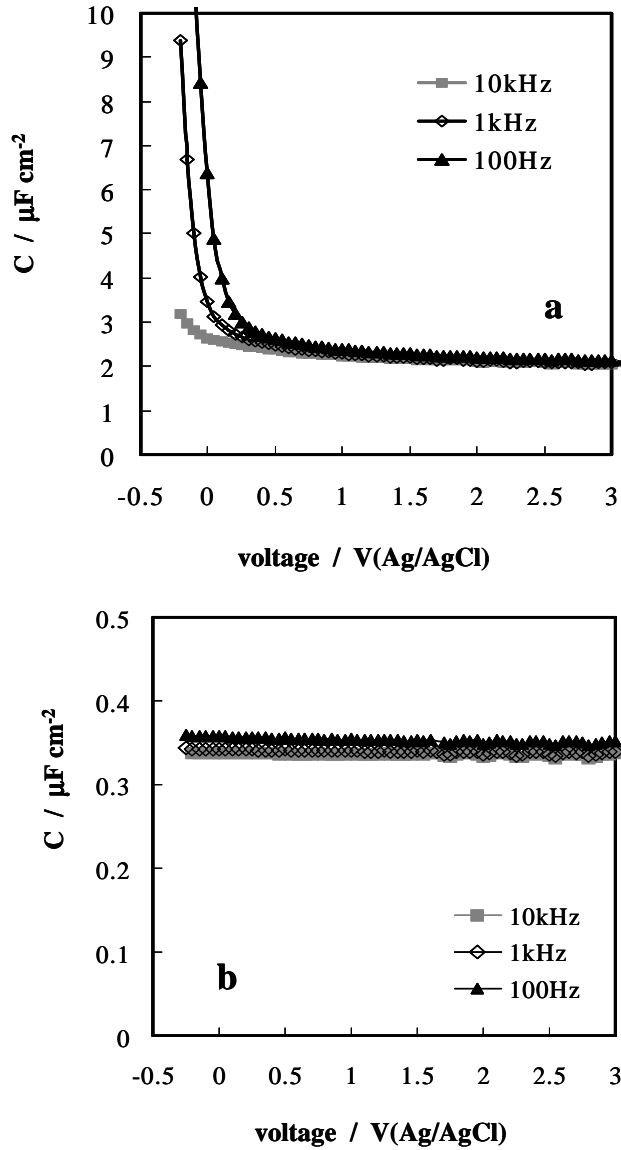 10
9
8
7
6
5
4
3
2
1
0
C / µF cm-2
10kHz
1kHz
100Hz
a
-0.5 0 0.5 1 1.5 2 2.5 3
voltage / V(Ag/AgCl)
0.5
0.4
0.3
0.2
0.1
0
C / µF cm-2
10kHz
1kHz
100Hz
b
-0.5 0 0.5 1 1.5 2 2.5 3
voltage / V(Ag/AgCl)